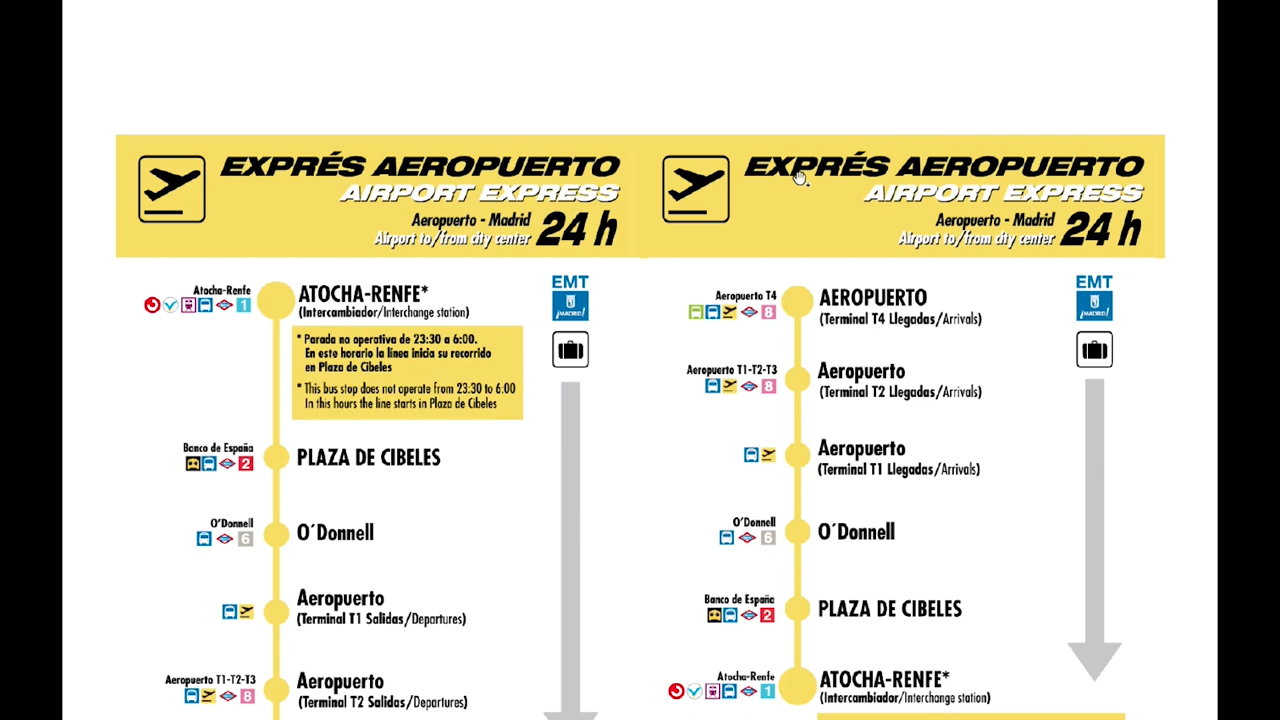 EXPRÉS AEROPUERTO
AIRPORT EXPRESS
Aeropuerto - Madrid
Airport to/from city center
24 h
Atocha-Renfe
1
ATOCHA-RENFE*
(Intercambiador/Interchange station)
* Parada no operativa de 23:30 a 6:00.
En este horario la línea inicia su recorrido
en Plaza de Cibeles
* This bus stop does not operate from 23:30 to 6:00
In this hours the line starts in Plaza de Cibeles
EMT
¡MADRID!
Banco de España
2
PLAZA DE CIBELES
O'Donnell
6
O´Donnell
Aeropuerto
(Terminal T1 Salidas/Departures)
Aeropuerto T1-T2-T3
8
Aeropuerto
(Terminal T2 Salidas/Departures)
EXPRÉS AEROPUERTO
AIRPORT EXPRESS
Aeropuerto - Madrid
Airport to/from city center
24 h
Aeropuerto T4
8
AEROPUERTO
(Terminal T4 Llegadas/Arrivals)
EMT
¡MADRID!
Aeropuerto T1-T2-T3
8
Aeropuerto
(Terminal T2 Llegadas/Arrivals)
Aeropuerto
(Terminal T1 Llegadas/Arrivals)
O'Donnell
6
O´Donnell
Banco de España
2
PLAZA DE CIBELES
Atocha-Renfe
1
ATOCHA-RENFE*
(Intercambiador/Interchange station)